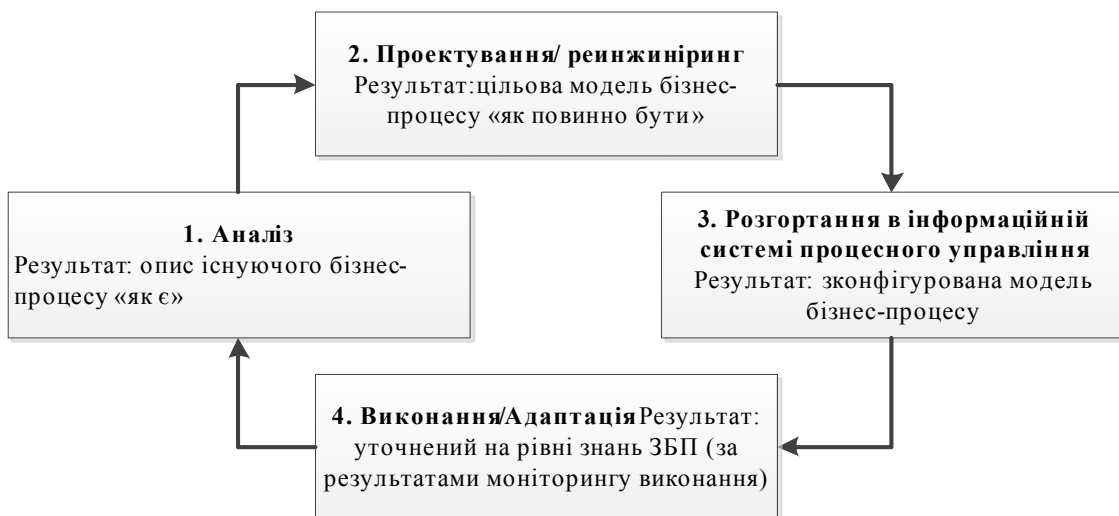 2. Проектування/ реинжиніринг
Результат:цільова модель бізнес-
процесу «як повинно бути»
1. Аналіз
Результат: опис існуючого бізнес-
процесу «як є»
3. Розгортання в інформаційній
системі процесного управління
Результат: зконфігурована модель
бізнес-процесу
4. Виконання/АдаптаціяРезультат:
уточнений на рівні знань ЗБП (за
результатами моніторингу виконання)